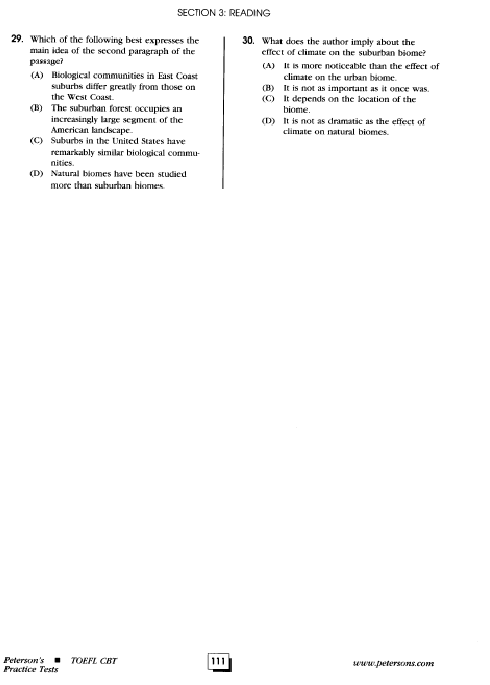 SECTION 3: READING
29. Which of the following best expresses the
main idea of the second paragraph of the
passage?
(A) Biological communities in East Coast
suburbs differ greatly from those on
the West Coast.
(B) The suburban forest occupies an
increasingly large segment of the
American landscape.
(C) Suburbs in the United States have
remarkably similar biological commu-
nities.
(D) Natural biomes have been studied
more than suburban biomes.
30. What does the author imply about the
effect of climate on the suburban biome?
(A) It is more noticeable than the effect of
climate on the urban biome.
(B) It is not as important as it once was.
(C) It depends on the location of the
biome.
(D) It is not as dramatic as the effect of
climate on natural biomes.
Peterson's ■ TOEFL CBT
Practice Tests
111
www.petersons.com